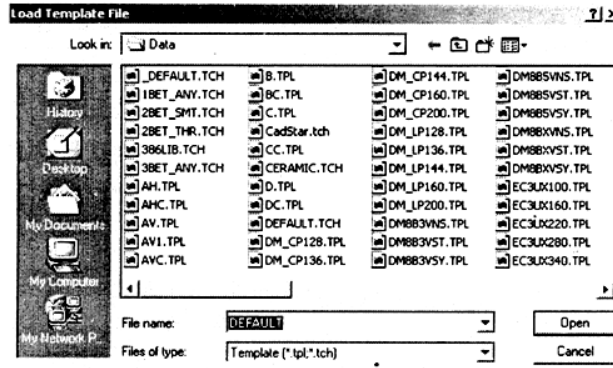 Load Template File
Look in: Data
History
Desktop
My Documents
My Computer
My Network P...
_DEFAULT.TCH
1BET_ANY.TCH
2BET_SMT.TCH
2BET_THR.TCH
386LIB.TCH
3BET_ANY.TCH
AH.TPL
AHC.TPL
AV.TPL
AV1.TPL
AVC.TPL
B.TPL
BC.TPL
C.TPL
CadStar.tch
CC.TPL
CERAMIC.TCH
D.TPL
DC.TPL
DEFAULT.TCH
DM_CP128.TPL
DM_CP136.TPL
DM_CP144.TPL
DM_CP160.TPL
DM_CP200.TPL
DM_LP128.TPL
DM_LP136.TPL
DM_LP144.TPL
DM_LP160.TPL
DM_LP200.TPL
DM8B3VNS.TPL
DM8B3VST.TPL
DM8B3VSY.TPL
DM8B5VNS.TPL
DM8B5VST.TPL
DM8B5VSY.TPL
DM8BXVNS.TPL
DM8BXVST.TPL
DM8BXVSY.TPL
EC3UX100.TPL
EC3UX160.TPL
EC3UX220.TPL
EC3UX280.TPL
EC3UX340.TPL
File name: DEFAULT Open
Files of type: Template (*.tpl;*.tch) Cancel